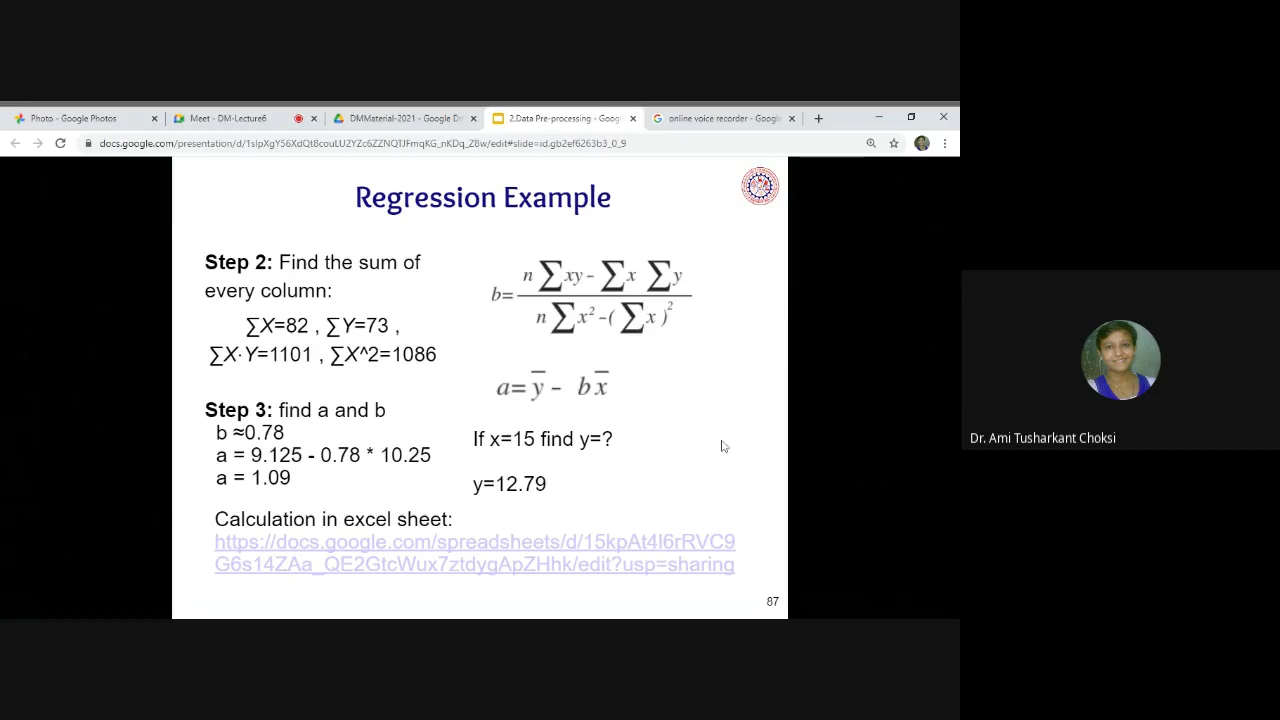 Photo - Google Photos
Meet - DM-Lecture6
DMMaterial-2021 - Google Dr
2.Data Pre-processing - Goog
online voice recorder - Google
docs.google.com/presentation/d/1slpXgY56XdQt8couLU2YZc6ZZNQTJFmqKG_nKDq_Z8w/edit#slide=id.gb2ef6263b3_0_9
Regression Example
Step 2: Find the sum of
every column:
∑X=82 , ∑Y=73 ,
∑X·Y=1101 , ∑X^2=1086
Step 3: find a and b
b ≈0.78
a = 9.125 - 0.78 * 10.25
a = 1.09
b= n∑xy- ∑x ∑y
n∑x² -(∑x)²
a= y̅ - b x̅
If x=15 find y=?
y=12.79
Calculation in excel sheet:
https://docs.google.com/spreadsheets/d/15kpAt4l6rRVC9
G6s14ZAa_QE2GtcWux7ztdygApZHhk/edit?usp=sharing
87
Dr. Ami Tusharkant Choksi